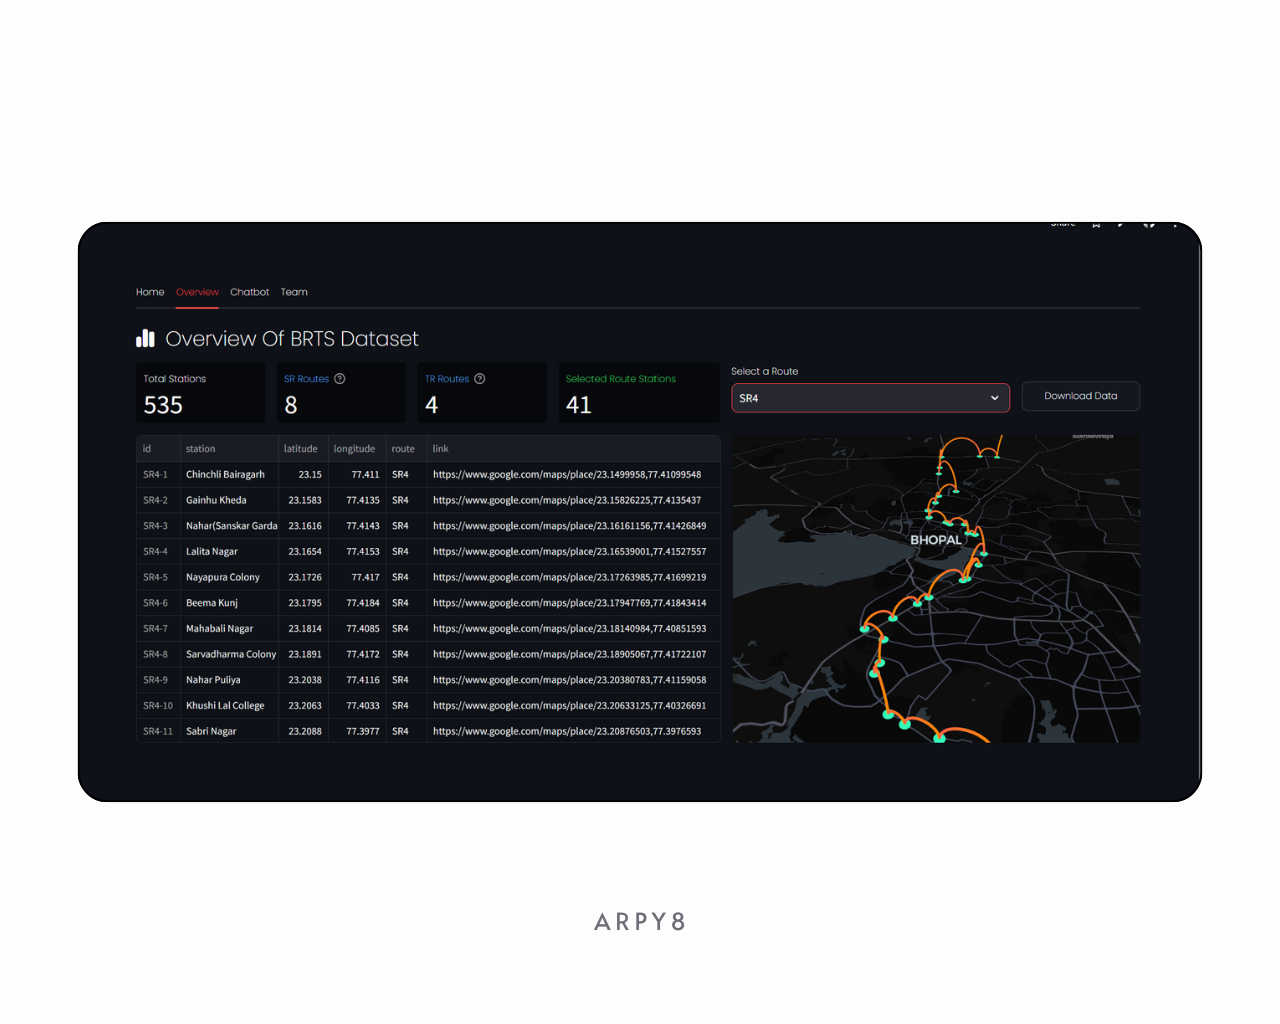 Share
Home Overview Chatbot Team
Overview Of BRTS Dataset
Total Stations
535
SR Routes
8
TR Routes
4
Selected Route Stations
41
Select a Route
SR4
Download Data
id station latitude longitude route link
SR4-1 Chinchli Bairagarh 23.15 77.411 SR4 https://www.google.com/maps/place/23.1499958,77.41099548
SR4-2 Gainhu Kheda 23.1583 77.4135 SR4 https://www.google.com/maps/place/23.15826225,77.4135437
SR4-3 Nahar(Sanskar Garda 23.1616 77.4143 SR4 https://www.google.com/maps/place/23.16161156,77.41426849
SR4-4 Lalita Nagar 23.1654 77.4153 SR4 https://www.google.com/maps/place/23.16539001,77.41527557
SR4-5 Nayapura Colony 23.1726 77.417 SR4 https://www.google.com/maps/place/23.17263985,77.41699219
SR4-6 Beema Kunj 23.1795 77.4184 SR4 https://www.google.com/maps/place/23.17947769,77.41843414
SR4-7 Mahabali Nagar 23.1814 77.4085 SR4 https://www.google.com/maps/place/23.18140984,77.40851593
SR4-8 Sarvadharma Colony 23.1891 77.4172 SR4 https://www.google.com/maps/place/23.18905067,77.41722107
SR4-9 Nahar Puliya 23.2038 77.4116 SR4 https://www.google.com/maps/place/23.20380783,77.41159058
SR4-10 Khushi Lal College 23.2063 77.4033 SR4 https://www.google.com/maps/place/23.20633125,77.40326691
SR4-11 Sabri Nagar 23.2088 77.3977 SR4 https://www.google.com/maps/place/23.20876503,77.3976593
BHOPAL
ARPY8